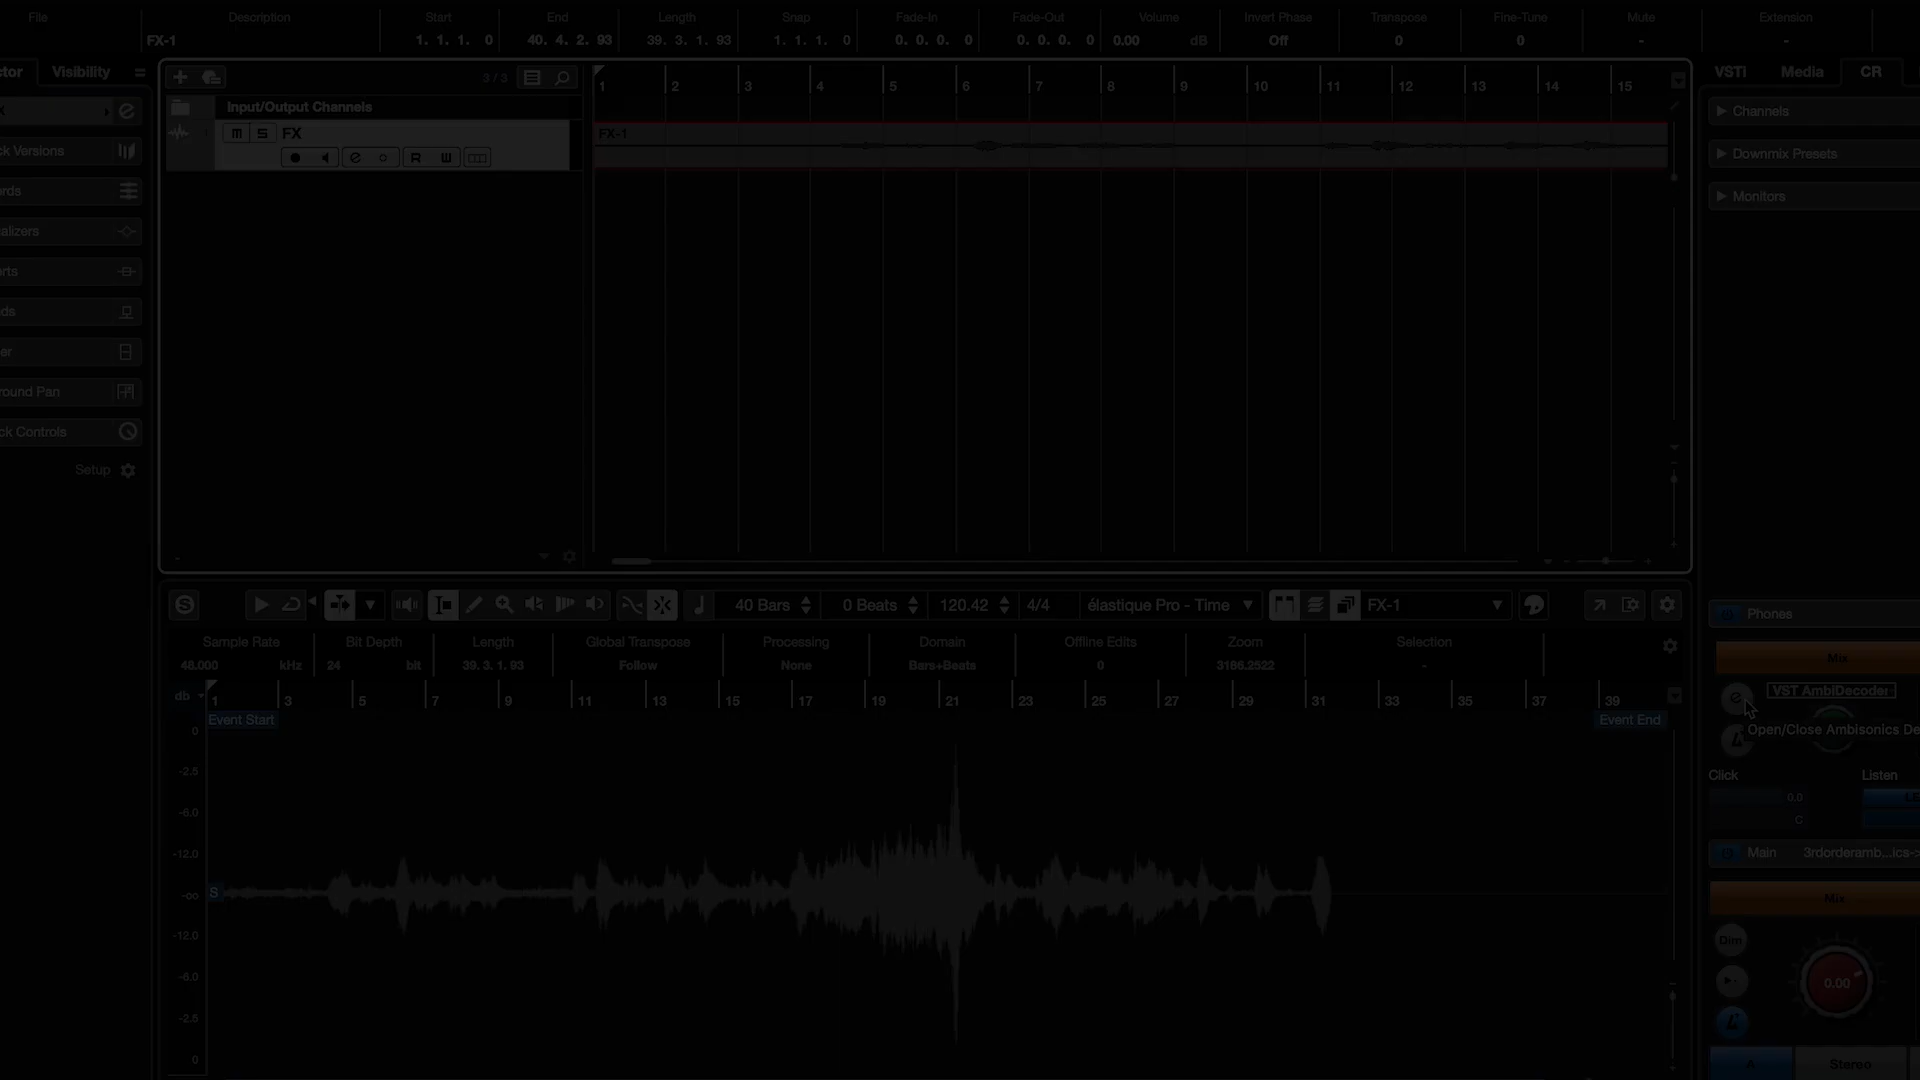 File Description Start End Length Snap Fade-In Fade-Out Volume Invert Phase Transpose Fine-Tune Mute Extension
FX-1 1. 1. 1. 0 40. 4. 2. 93 39. 3. 1. 93 1. 1. 1. 0 0. 0. 0. 0 0. 0. 0. 0 0.00 dB Off 0 0 - -
tor Visibility
3/3
1 2 3 4 5 6 7 8 9 10 11 12 13 14 15
VSTi Media CR
Input/Output Channels
Channels
1 m S FX
FX-1
R W
ck Versions
Downmix Presets
rds
Monitors
alizers
rts
ds
er
round Pan
ck Controls
Setup
40 Bars 0 Beats 120.42 4/4 élastique Pro - Time FX-1
Phones
Sample Rate Bit Depth Length Global Transpose Processing Domain Offline Edits Zoom Selection
48.000 kHz 24 bit 39. 3. 1. 93 Follow None Bars+Beats 0 3186.2522 -
Mix
db 1 3 5 7 9 11 13 15 17 19 21 23 25 27 29 31 33 35 37 39
VST AmbiDecoder
Event Start Event End
Open/Close Ambisonics De
0
-2.5
-6.0
-12.0
-∞
-12.0
-6.0
-2.5
0
S
Click Listen
0.0
C
Main 3rdorderamb...ics->
Mix
Dim
0.00
A Stereo